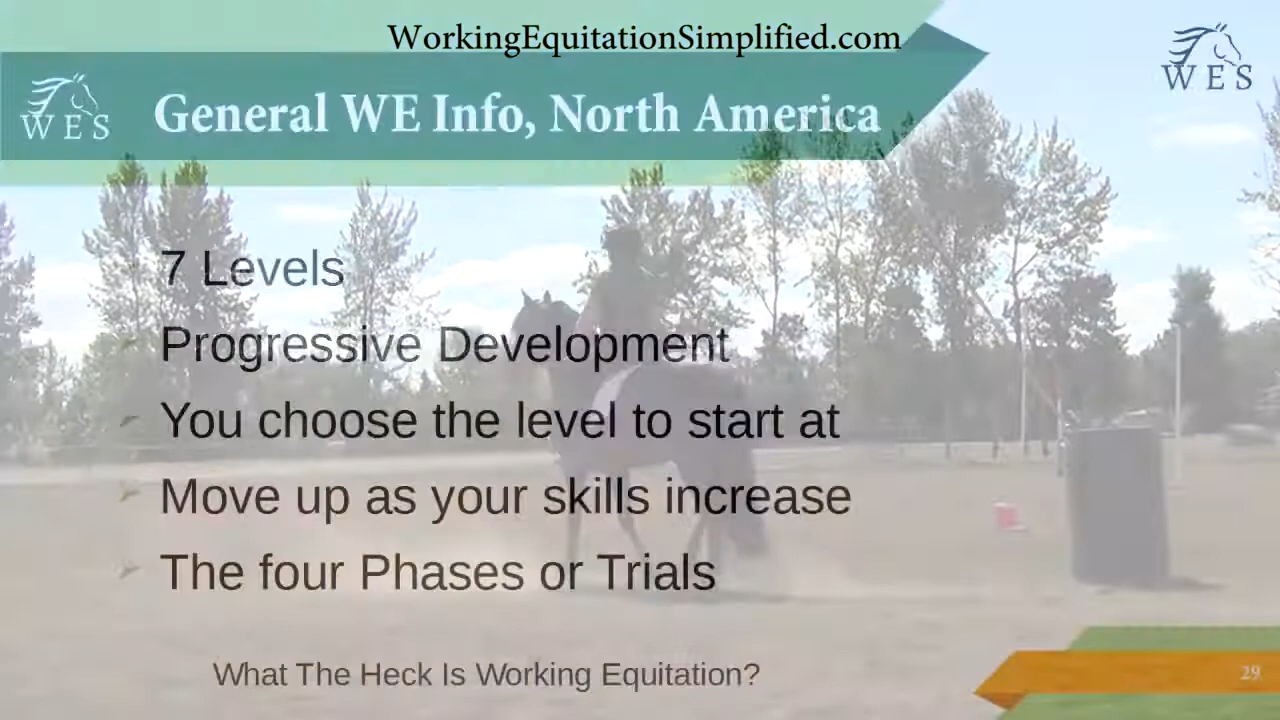 WorkingEquitationSimplified.com
WES
WES
General WE Info, North America
7 Levels
Progressive Development
You choose the level to start at
Move up as your skills increase
The four Phases or Trials
What The Heck Is Working Equitation?
29